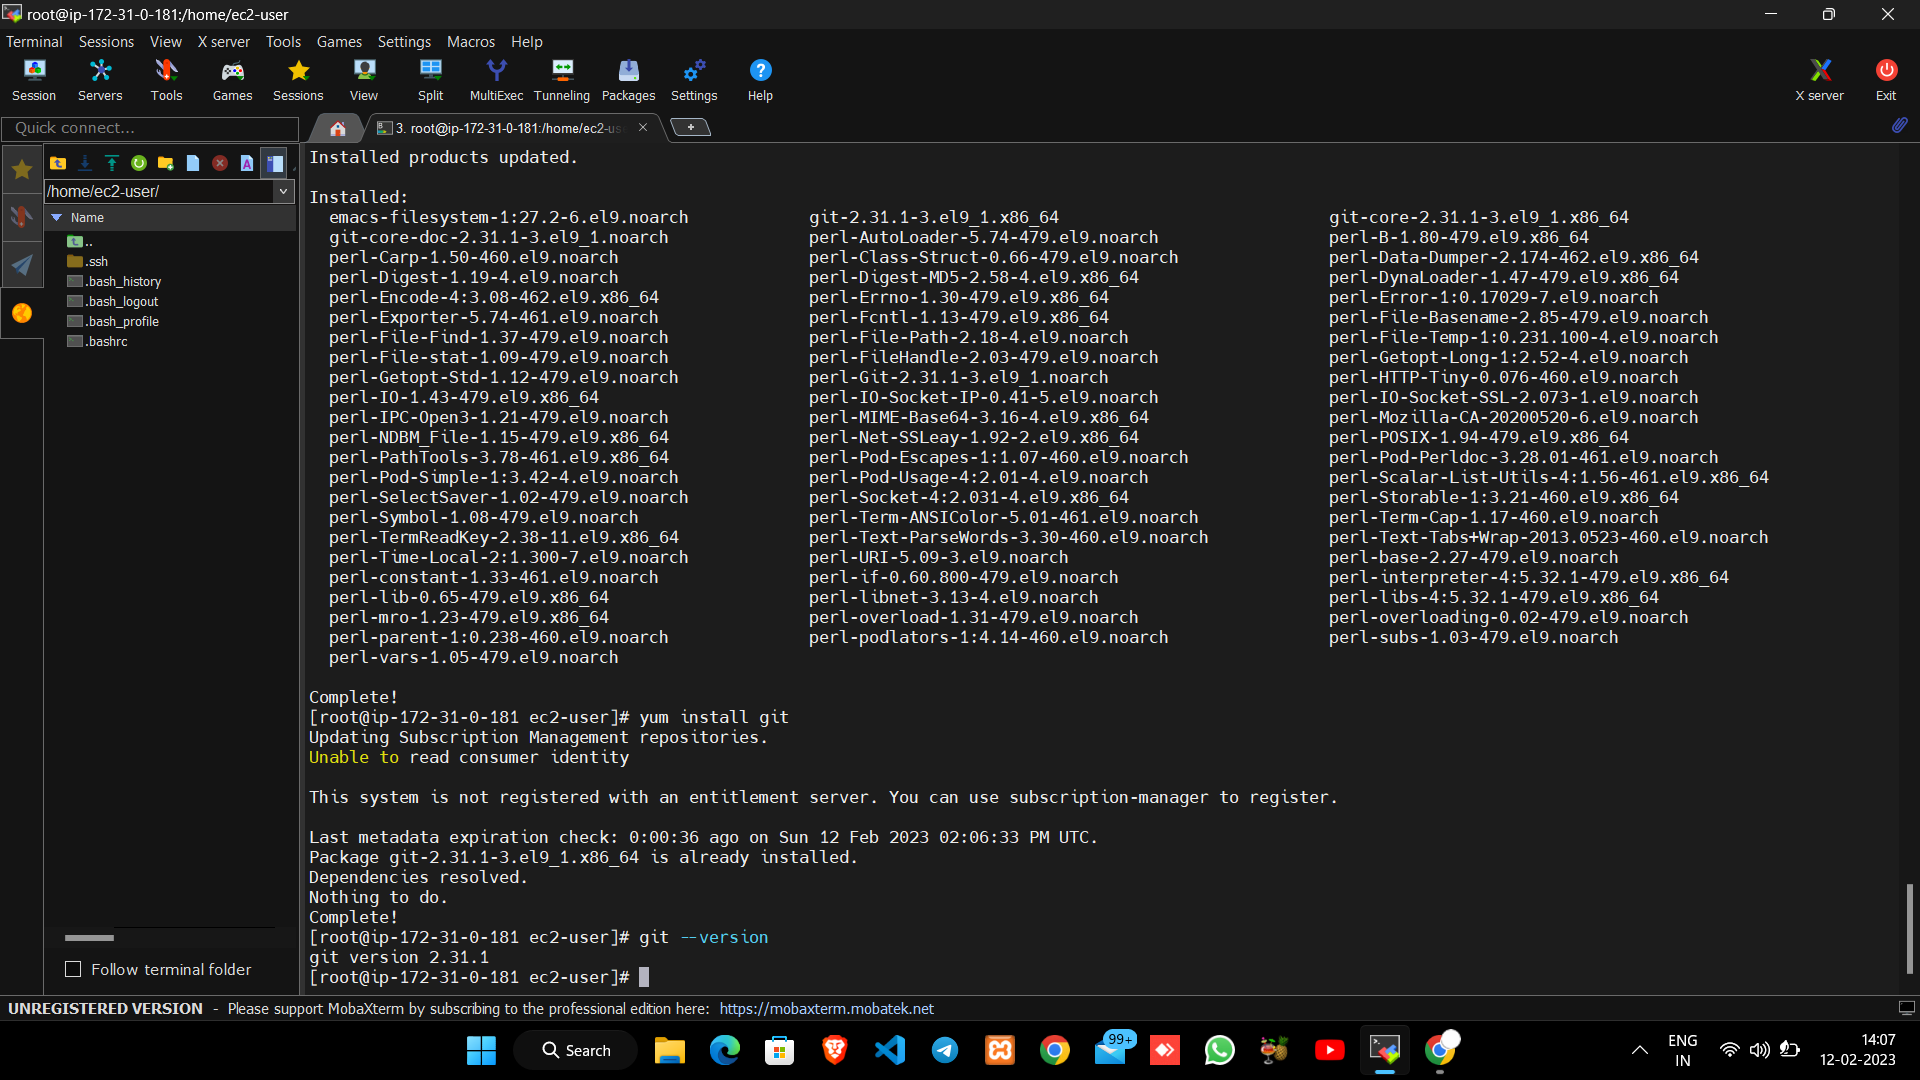 root@ip-172-31-0-181:/home/ec2-user
Terminal Sessions View X server Tools Games Settings Macros Help
Session Servers Tools Games Sessions View Split MultiExec Tunneling Packages Settings Help X server Exit
Quick connect...
3. root@ip-172-31-0-181:/home/ec2-us
/home/ec2-user/
Name
..
.ssh
.bash_history
.bash_logout
.bash_profile
.bashrc
Follow terminal folder
Installed products updated.
Installed:
emacs-filesystem-1:27.2-6.el9.noarch git-2.31.1-3.el9_1.x86_64 git-core-2.31.1-3.el9_1.x86_64
git-core-doc-2.31.1-3.el9_1.noarch perl-AutoLoader-5.74-479.el9.noarch perl-B-1.80-479.el9.x86_64
perl-Carp-1.50-460.el9.noarch perl-Class-Struct-0.66-479.el9.noarch perl-Data-Dumper-2.174-462.el9.x86_64
perl-Digest-1.19-4.el9.noarch perl-Digest-MD5-2.58-4.el9.x86_64 perl-DynaLoader-1.47-479.el9.x86_64
perl-Encode-4:3.08-462.el9.x86_64 perl-Errno-1.30-479.el9.x86_64 perl-Error-1:0.17029-7.el9.noarch
perl-Exporter-5.74-461.el9.noarch perl-Fcntl-1.13-479.el9.x86_64 perl-File-Basename-2.85-479.el9.noarch
perl-File-Find-1.37-479.el9.noarch perl-File-Path-2.18-4.el9.noarch perl-File-Temp-1:0.231.100-4.el9.noarch
perl-File-stat-1.09-479.el9.noarch perl-FileHandle-2.03-479.el9.noarch perl-Getopt-Long-1:2.52-4.el9.noarch
perl-Getopt-Std-1.12-479.el9.noarch perl-Git-2.31.1-3.el9_1.noarch perl-HTTP-Tiny-0.076-460.el9.noarch
perl-IO-1.43-479.el9.x86_64 perl-IO-Socket-IP-0.41-5.el9.noarch perl-IO-Socket-SSL-2.073-1.el9.noarch
perl-IPC-Open3-1.21-479.el9.noarch perl-MIME-Base64-3.16-4.el9.x86_64 perl-Mozilla-CA-20200520-6.el9.noarch
perl-NDBM_File-1.15-479.el9.x86_64 perl-Net-SSLeay-1.92-2.el9.x86_64 perl-POSIX-1.94-479.el9.x86_64
perl-PathTools-3.78-461.el9.x86_64 perl-Pod-Escapes-1:1.07-460.el9.noarch perl-Pod-Perldoc-3.28.01-461.el9.noarch
perl-Pod-Simple-1:3.42-4.el9.noarch perl-Pod-Usage-4:2.01-4.el9.noarch perl-Scalar-List-Utils-4:1.56-461.el9.x86_64
perl-SelectSaver-1.02-479.el9.noarch perl-Socket-4:2.031-4.el9.x86_64 perl-Storable-1:3.21-460.el9.x86_64
perl-Symbol-1.08-479.el9.noarch perl-Term-ANSIColor-5.01-461.el9.noarch perl-Term-Cap-1.17-460.el9.noarch
perl-TermReadKey-2.38-11.el9.x86_64 perl-Text-ParseWords-3.30-460.el9.noarch perl-Text-Tabs+Wrap-2013.0523-460.el9.noarch
perl-Time-Local-2:1.300-7.el9.noarch perl-URI-5.09-3.el9.noarch perl-base-2.27-479.el9.noarch
perl-constant-1.33-461.el9.noarch perl-if-0.60.800-479.el9.noarch perl-interpreter-4:5.32.1-479.el9.x86_64
perl-lib-0.65-479.el9.x86_64 perl-libnet-3.13-4.el9.noarch perl-libs-4:5.32.1-479.el9.x86_64
perl-mro-1.23-479.el9.x86_64 perl-overload-1.31-479.el9.noarch perl-overloading-0.02-479.el9.noarch
perl-parent-1:0.238-460.el9.noarch perl-podlators-1:4.14-460.el9.noarch perl-subs-1.03-479.el9.noarch
perl-vars-1.05-479.el9.noarch
Complete!
[root@ip-172-31-0-181 ec2-user]# yum install git
Updating Subscription Management repositories.
Unable to read consumer identity
This system is not registered with an entitlement server. You can use subscription-manager to register.
Last metadata expiration check: 0:00:36 ago on Sun 12 Feb 2023 02:06:33 PM UTC.
Package git-2.31.1-3.el9_1.x86_64 is already installed.
Dependencies resolved.
Nothing to do.
Complete!
[root@ip-172-31-0-181 ec2-user]# git --version
git version 2.31.1
[root@ip-172-31-0-181 ec2-user]#
UNREGISTERED VERSION - Please support MobaXterm by subscribing to the professional edition here: https://mobaxterm.mobatek.net
Search
99+
ENG
IN
14:07
12-02-2023